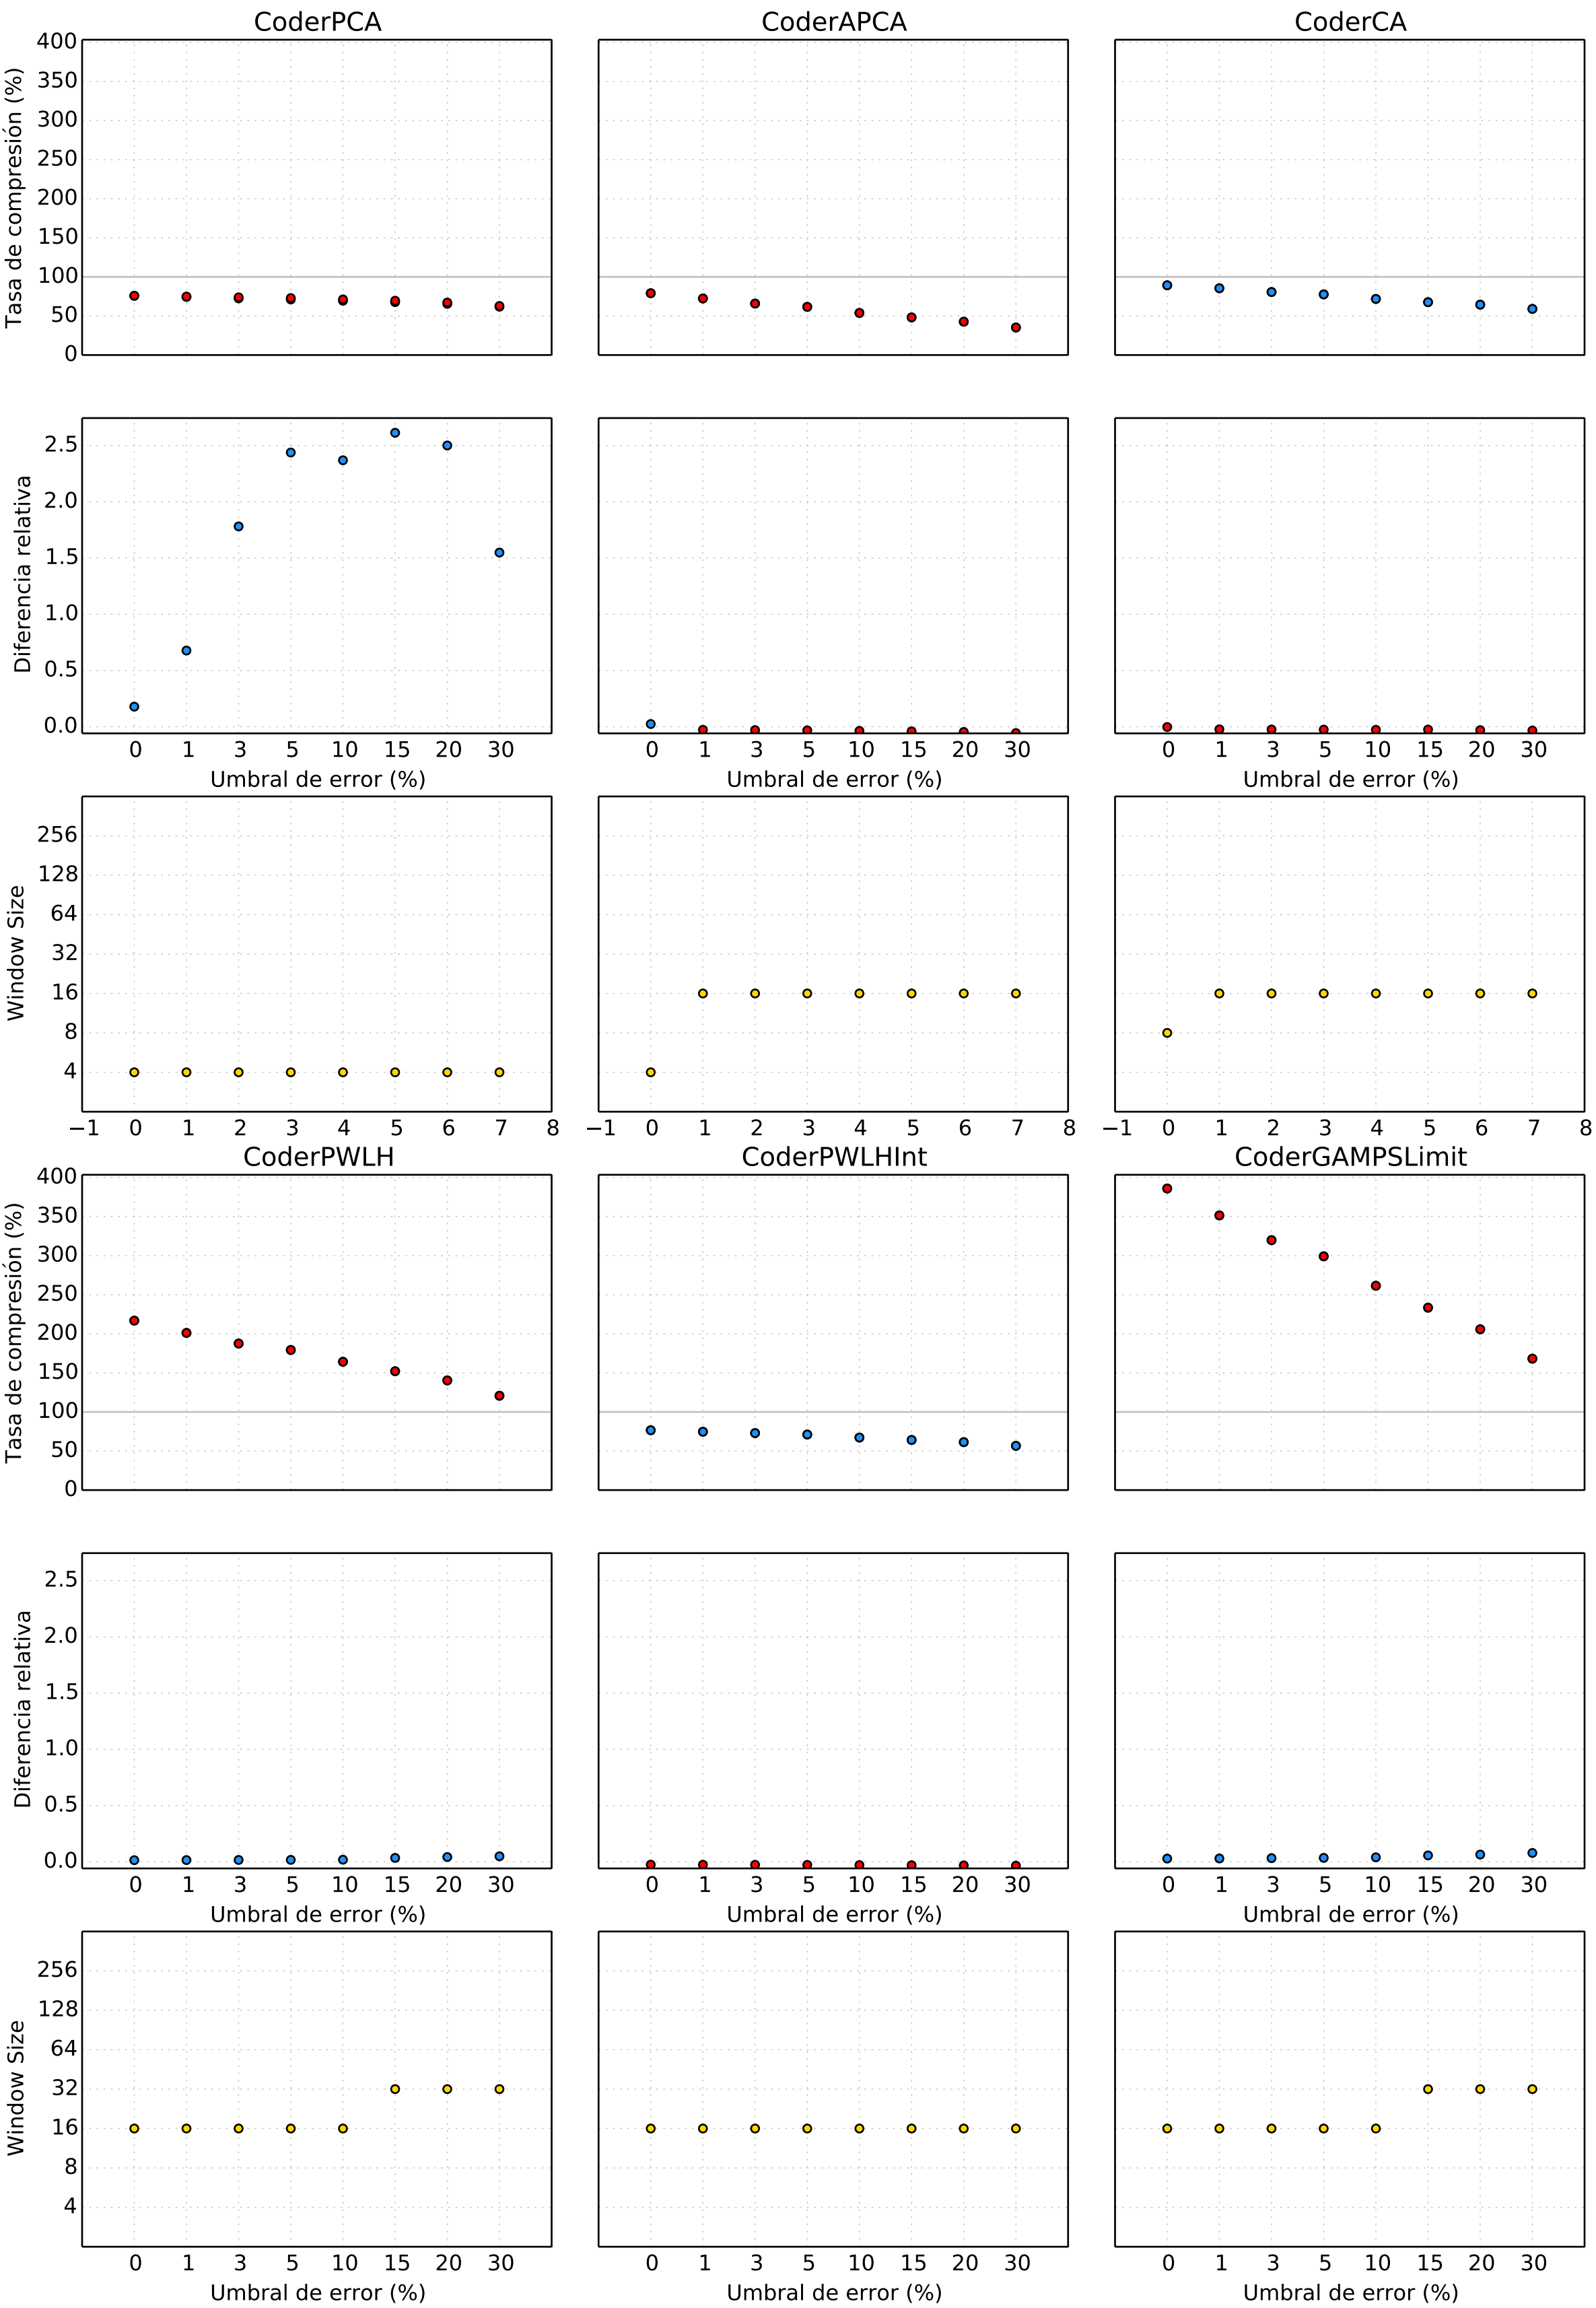 CoderPCA CoderAPCA CoderCA
Tasa de compresión (%)
400
350
300
250
200
150
100
50
0
Diferencia relativa
2.5
2.0
1.5
1.0
0.5
0.0
0 1 3 5 10 15 20 30 0 1 3 5 10 15 20 30 0 1 3 5 10 15 20 30
Umbral de error (%) Umbral de error (%) Umbral de error (%)
Window Size
256
128
64
32
16
8
4
−1 0 1 2 3 4 5 6 7 8 −1 0 1 2 3 4 5 6 7 8 −1 0 1 2 3 4 5 6 7 8
CoderPWLH CoderPWLHInt CoderGAMPSLimit
Tasa de compresión (%)
400
350
300
250
200
150
100
50
0
Diferencia relativa
2.5
2.0
1.5
1.0
0.5
0.0
0 1 3 5 10 15 20 30 0 1 3 5 10 15 20 30 0 1 3 5 10 15 20 30
Umbral de error (%) Umbral de error (%) Umbral de error (%)
Window Size
256
128
64
32
16
8
4
0 1 3 5 10 15 20 30 0 1 3 5 10 15 20 30 0 1 3 5 10 15 20 30
Umbral de error (%) Umbral de error (%) Umbral de error (%)